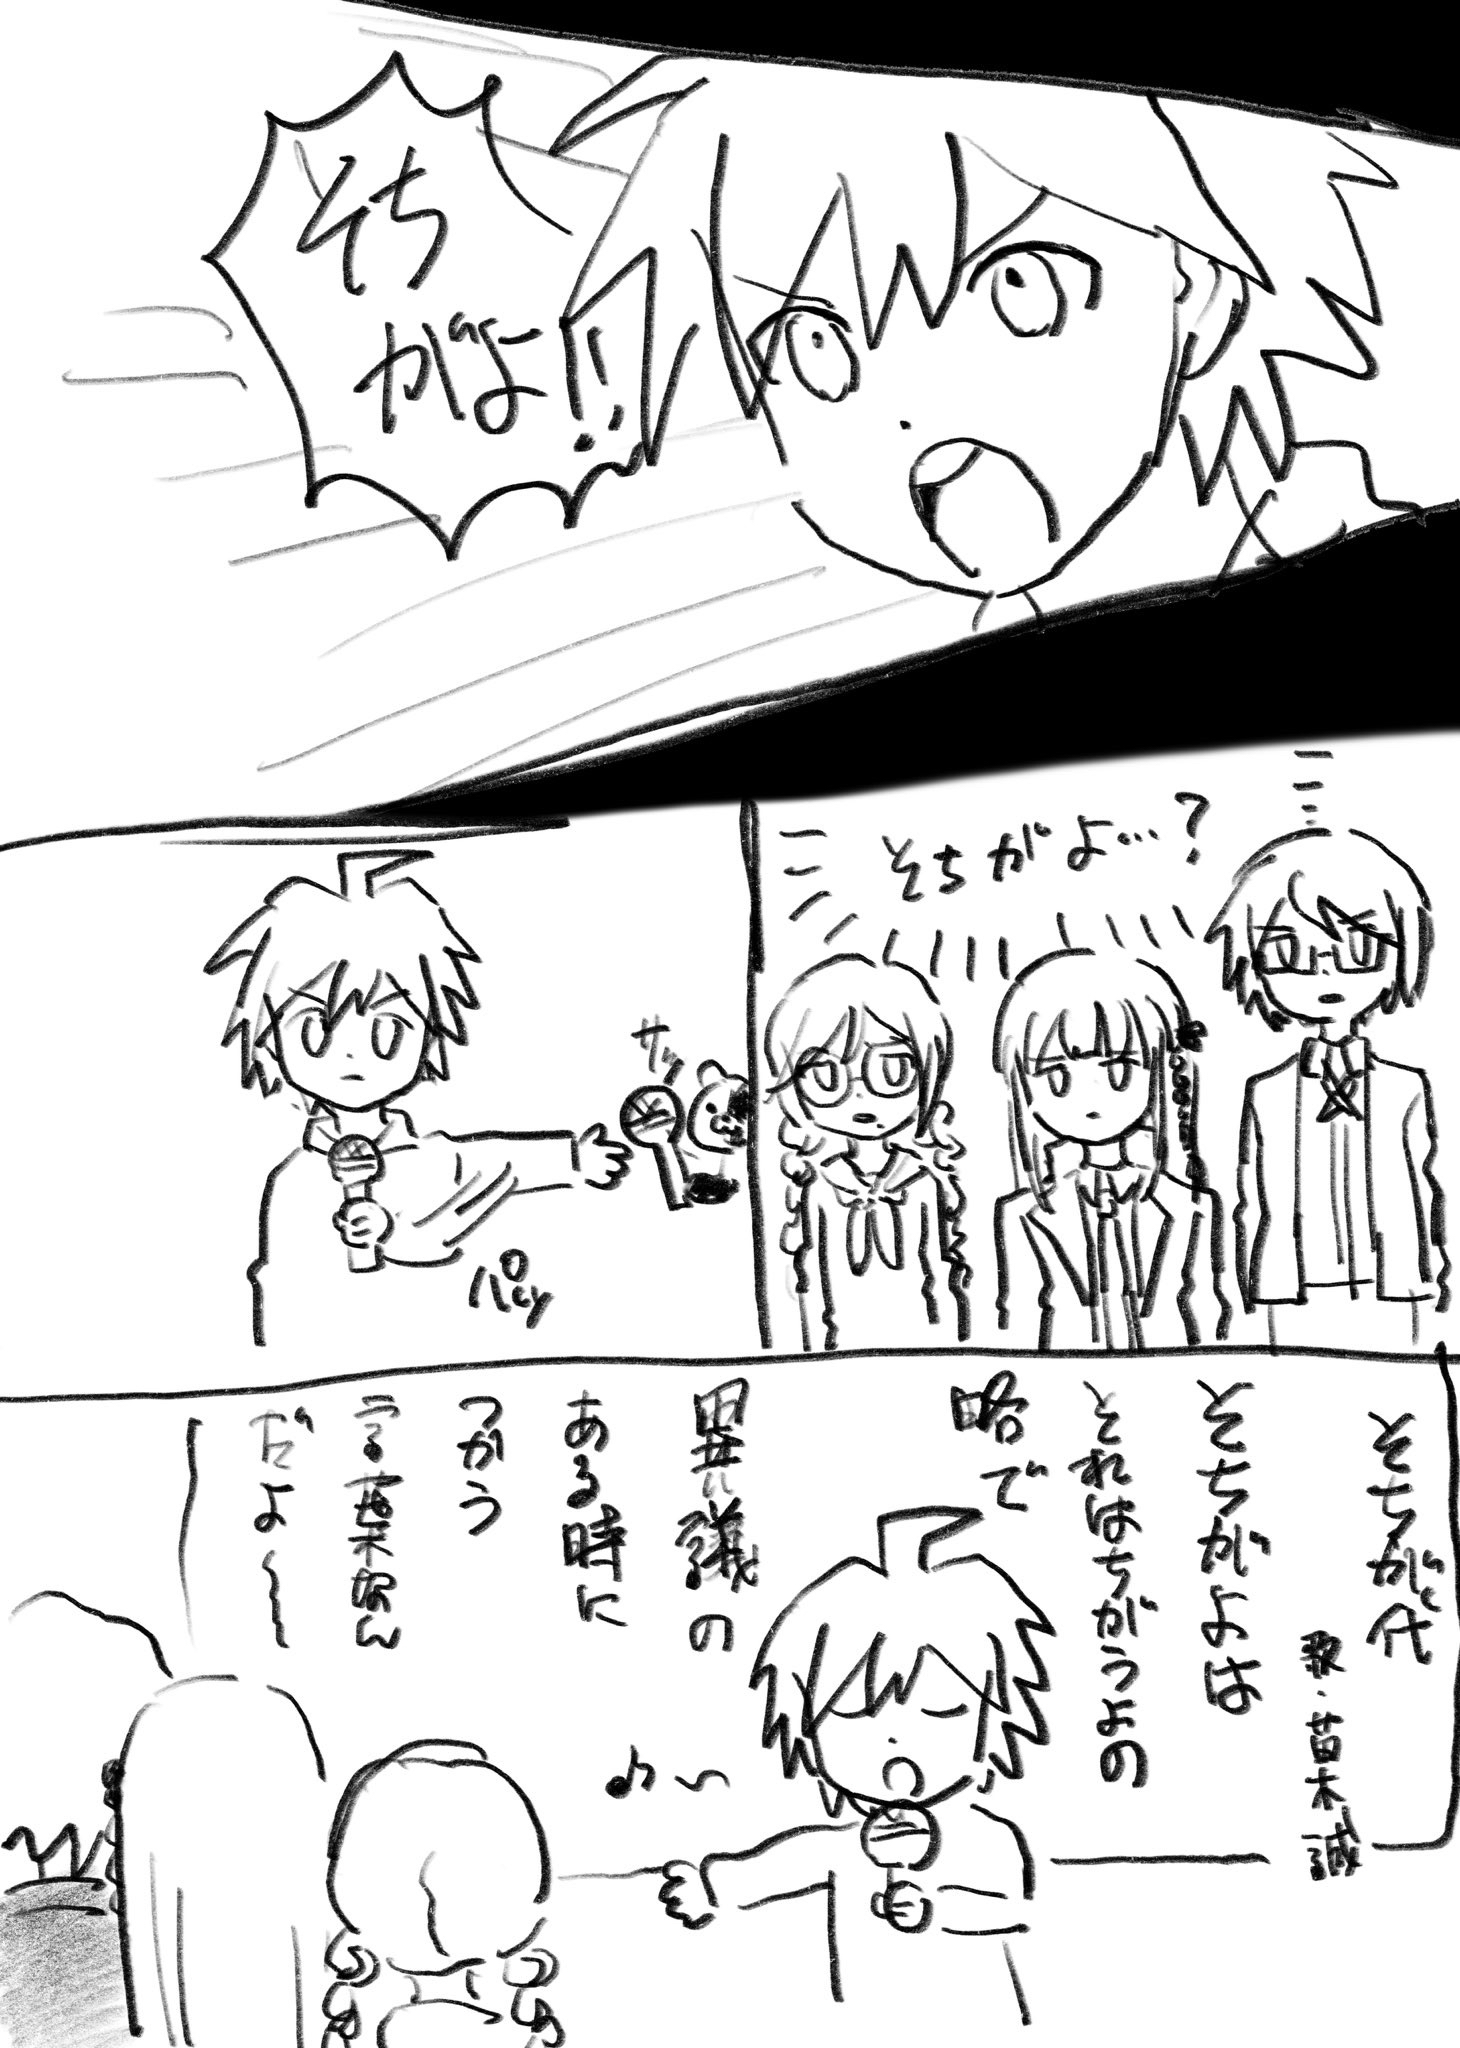 そち
がよ!!
そちがよ…?
サッ
パッ
そちが代
歌・苗木誠
そちがよは
それはちがうよの
略で
異議の
ある時に
つかう
言葉なん
だよ〜
♪〜